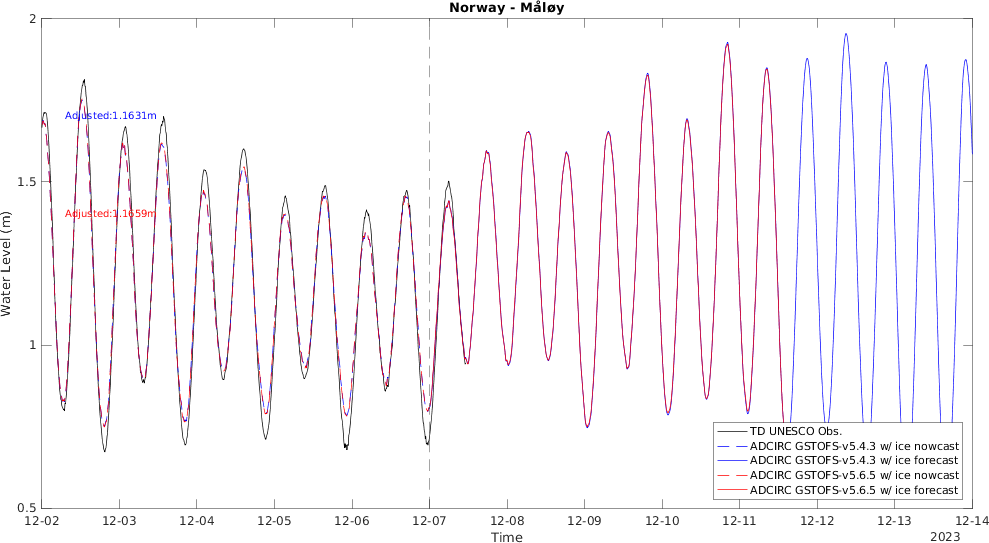 Norway - Måløy
2
Adjusted:1.1631m
1.5
Adjusted:1.1659m
Water Level (m)
1
TD UNESCO Obs.
ADCIRC GSTOFS-v5.4.3 w/ ice nowcast
ADCIRC GSTOFS-v5.4.3 w/ ice forecast
ADCIRC GSTOFS-v5.6.5 w/ ice nowcast
ADCIRC GSTOFS-v5.6.5 w/ ice forecast
0.5
12-02 12-03 12-04 12-05 12-06 12-07 12-08 12-09 12-10 12-11 12-12 12-13 12-14
Time
2023